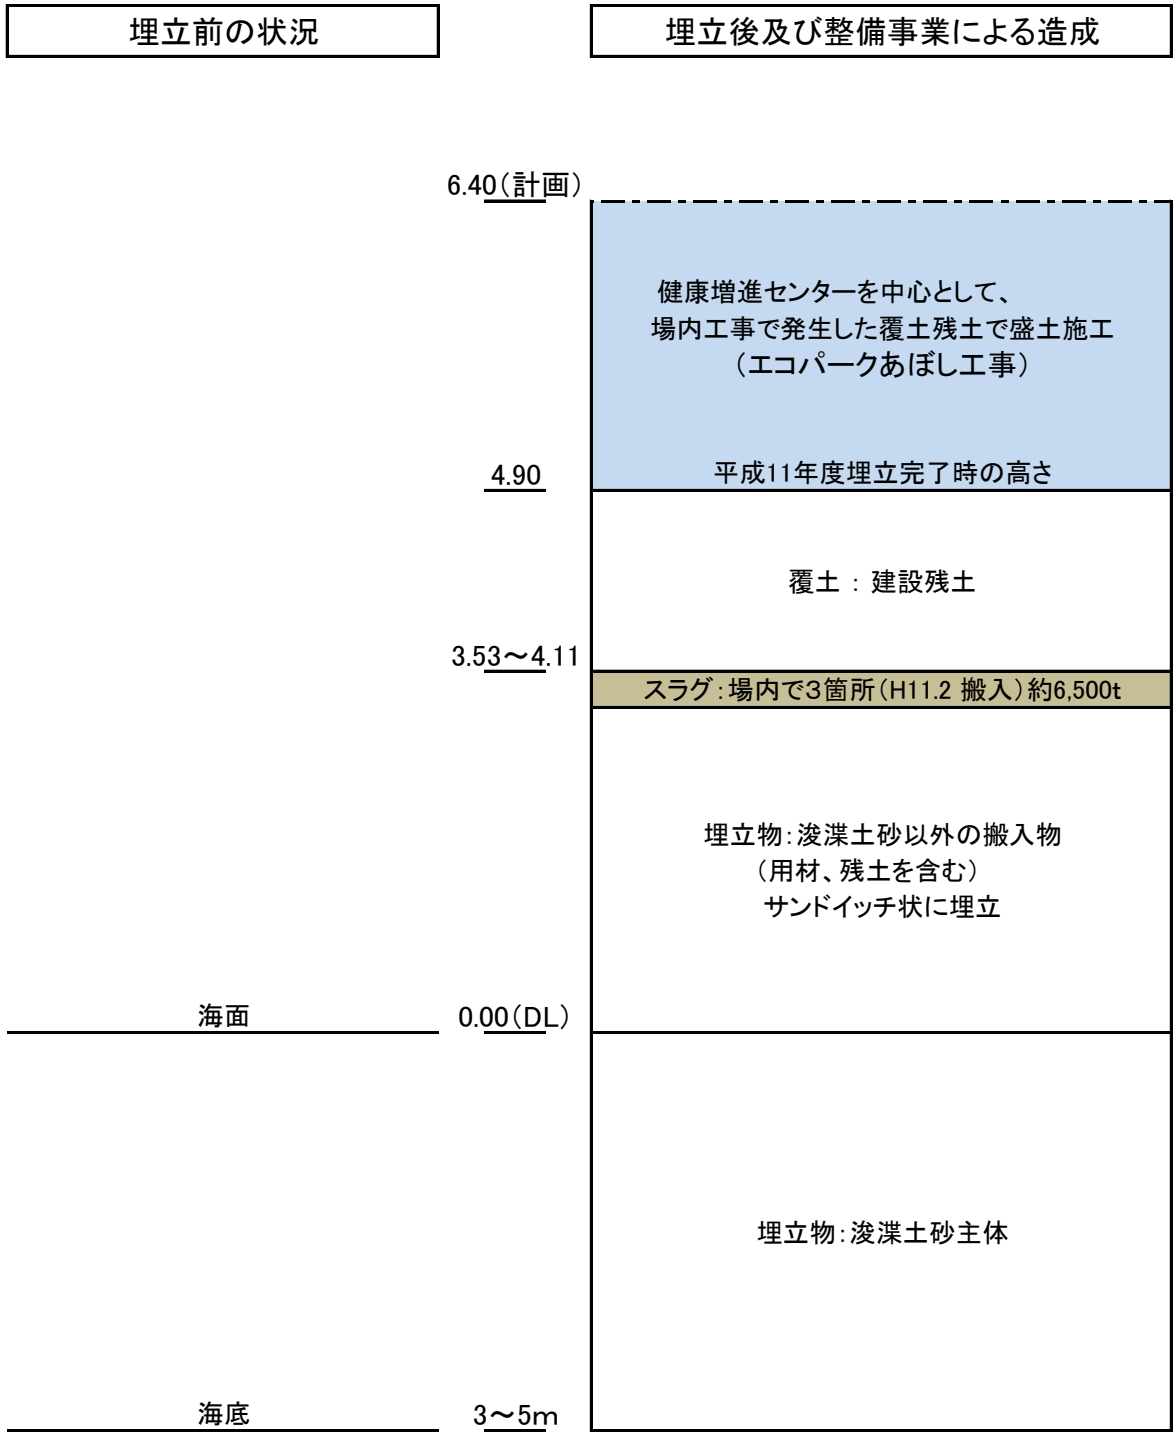 埋立前の状況
埋立後及び整備事業による造成
6.40(計画)
健康増進センターを中心として、
場内工事で発生した覆土残土で盛土施工
(エコパークあぼし工事)
4.90
平成11年度埋立完了時の高さ
覆土 : 建設残土
3.53～4.11
スラグ:場内で3箇所(H11.2 搬入)約6,500t
埋立物:浚渫土砂以外の搬入物
(用材、残土を含む)
サンドイッチ状に埋立
海面
0.00(DL)
埋立物:浚渫土砂主体
海底
3～5m